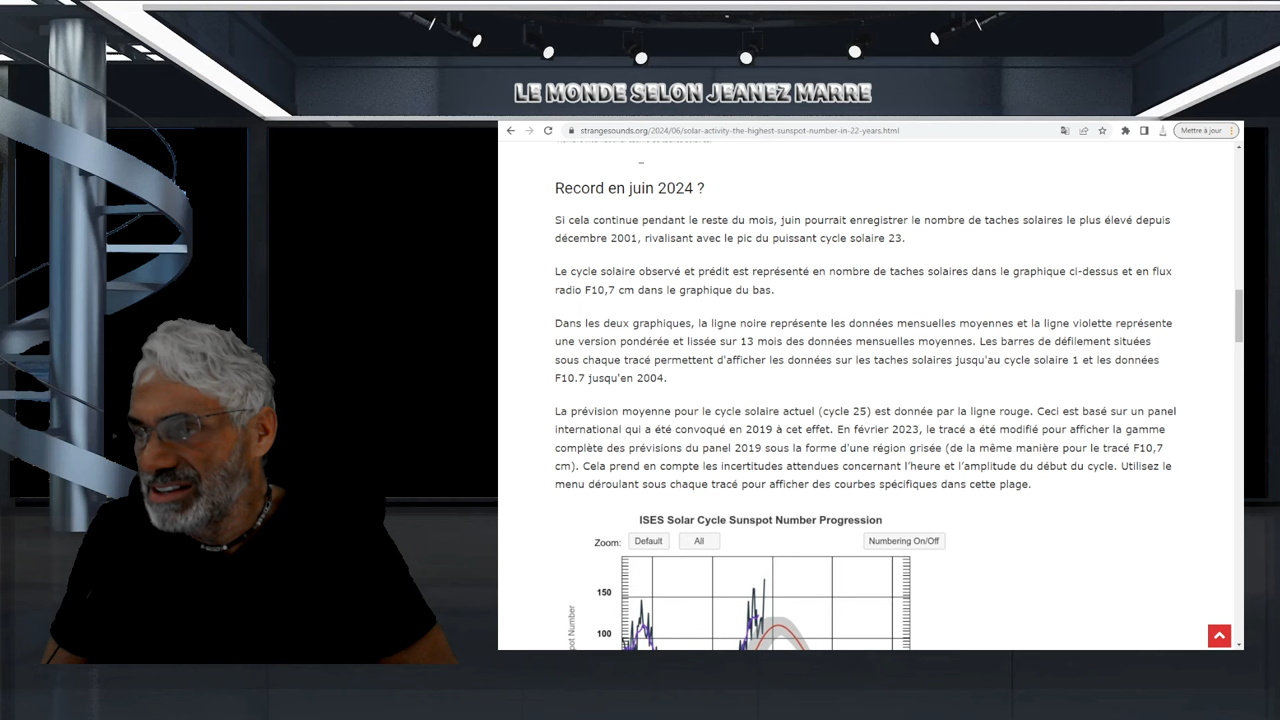 LE MONDE SELON JEANEZ MARRE
strangesounds.org/2024/06/solar-activity-the-highest-sunspot-number-in-22-years.html
Mettre à jour
Record en juin 2024 ?
Si cela continue pendant le reste du mois, juin pourrait enregistrer le nombre de taches solaires le plus élevé depuis
décembre 2001, rivalisant avec le pic du puissant cycle solaire 23.
Le cycle solaire observé et prédit est représenté en nombre de taches solaires dans le graphique ci-dessus et en flux
radio F10,7 cm dans le graphique du bas.
Dans les deux graphiques, la ligne noire représente les données mensuelles moyennes et la ligne violette représente
une version pondérée et lissée sur 13 mois des données mensuelles moyennes. Les barres de défilement situées
sous chaque tracé permettent d'afficher les données sur les taches solaires jusqu'au cycle solaire 1 et les données
F10.7 jusqu'en 2004.
La prévision moyenne pour le cycle solaire actuel (cycle 25) est donnée par la ligne rouge. Ceci est basé sur un panel
international qui a été convoqué en 2019 à cet effet. En février 2023, le tracé a été modifié pour afficher la gamme
complète des prévisions du panel 2019 sous la forme d'une région grisée (de la même manière pour le tracé F10,7
cm). Cela prend en compte les incertitudes attendues concernant l'heure et l'amplitude du début du cycle. Utilisez le
menu déroulant sous chaque tracé pour afficher des courbes spécifiques dans cette plage.
ISES Solar Cycle Sunspot Number Progression
Zoom: Default All Numbering On/Off
150
100